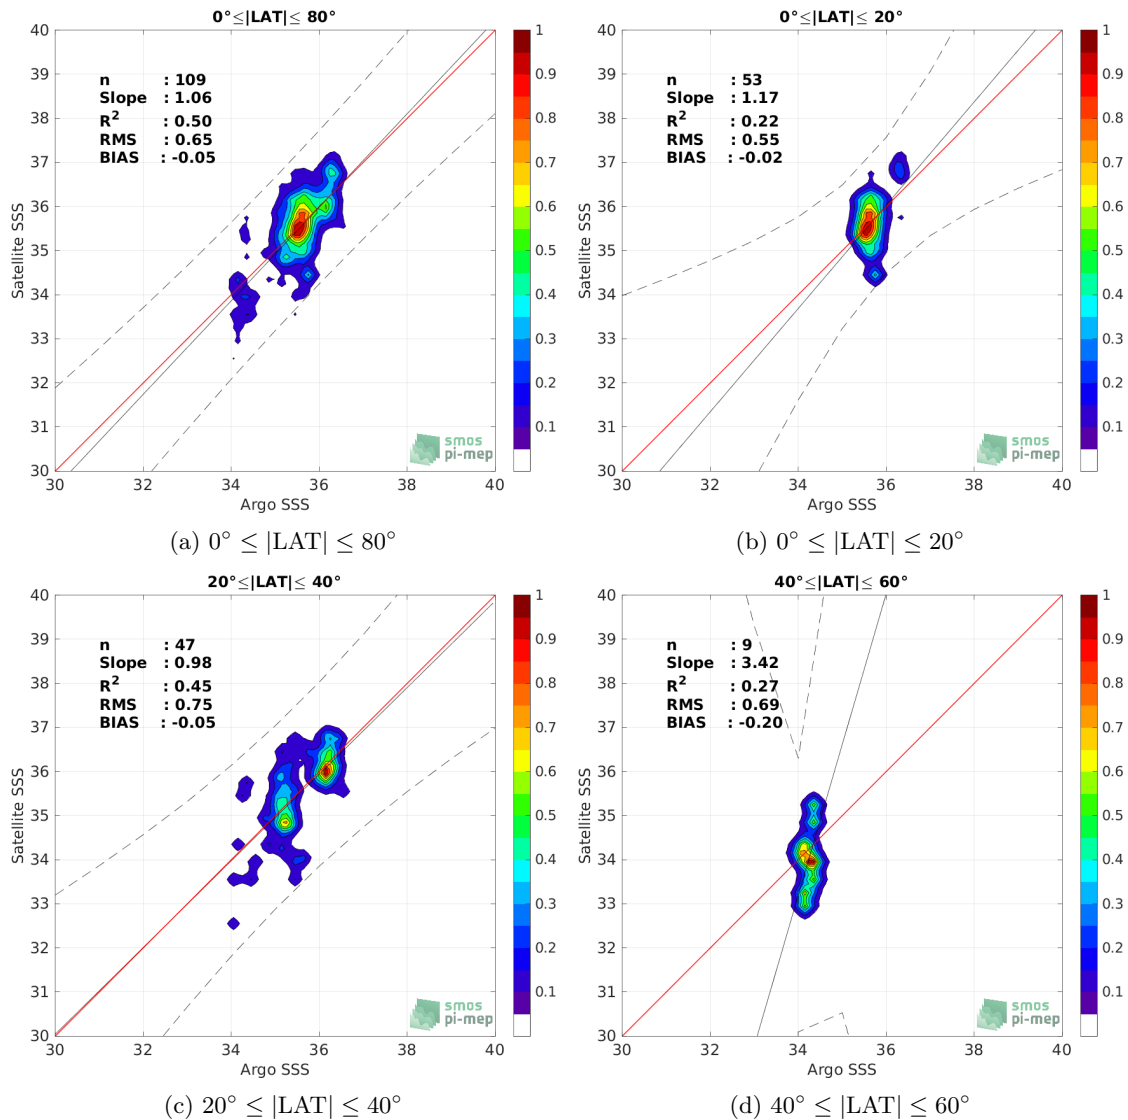 0°≤|LAT|≤ 80°
n : 109
Slope : 1.06
R² : 0.50
RMS : 0.65
BIAS : -0.05
40
39
38
37
36
35
34
33
32
31
30
Satellite SSS
30 32 34 36 38 40
Argo SSS
1
0.9
0.8
0.7
0.6
0.5
0.4
0.3
0.2
0.1
smos
pi-mep
(a) 0° ≤ |LAT| ≤ 80°
0°≤|LAT|≤ 20°
n : 53
Slope : 1.17
R² : 0.22
RMS : 0.55
BIAS : -0.02
40
39
38
37
36
35
34
33
32
31
30
Satellite SSS
30 32 34 36 38 40
Argo SSS
1
0.9
0.8
0.7
0.6
0.5
0.4
0.3
0.2
0.1
smos
pi-mep
(b) 0° ≤ |LAT| ≤ 20°
20°≤|LAT|≤ 40°
n : 47
Slope : 0.98
R² : 0.45
RMS : 0.75
BIAS : -0.05
40
39
38
37
36
35
34
33
32
31
30
Satellite SSS
30 32 34 36 38 40
Argo SSS
1
0.9
0.8
0.7
0.6
0.5
0.4
0.3
0.2
0.1
smos
pi-mep
(c) 20° ≤ |LAT| ≤ 40°
40°≤|LAT|≤ 60°
n : 9
Slope : 3.42
R² : 0.27
RMS : 0.69
BIAS : -0.20
40
39
38
37
36
35
34
33
32
31
30
Satellite SSS
30 32 34 36 38 40
Argo SSS
1
0.9
0.8
0.7
0.6
0.5
0.4
0.3
0.2
0.1
smos
pi-mep
(d) 40° ≤ |LAT| ≤ 60°